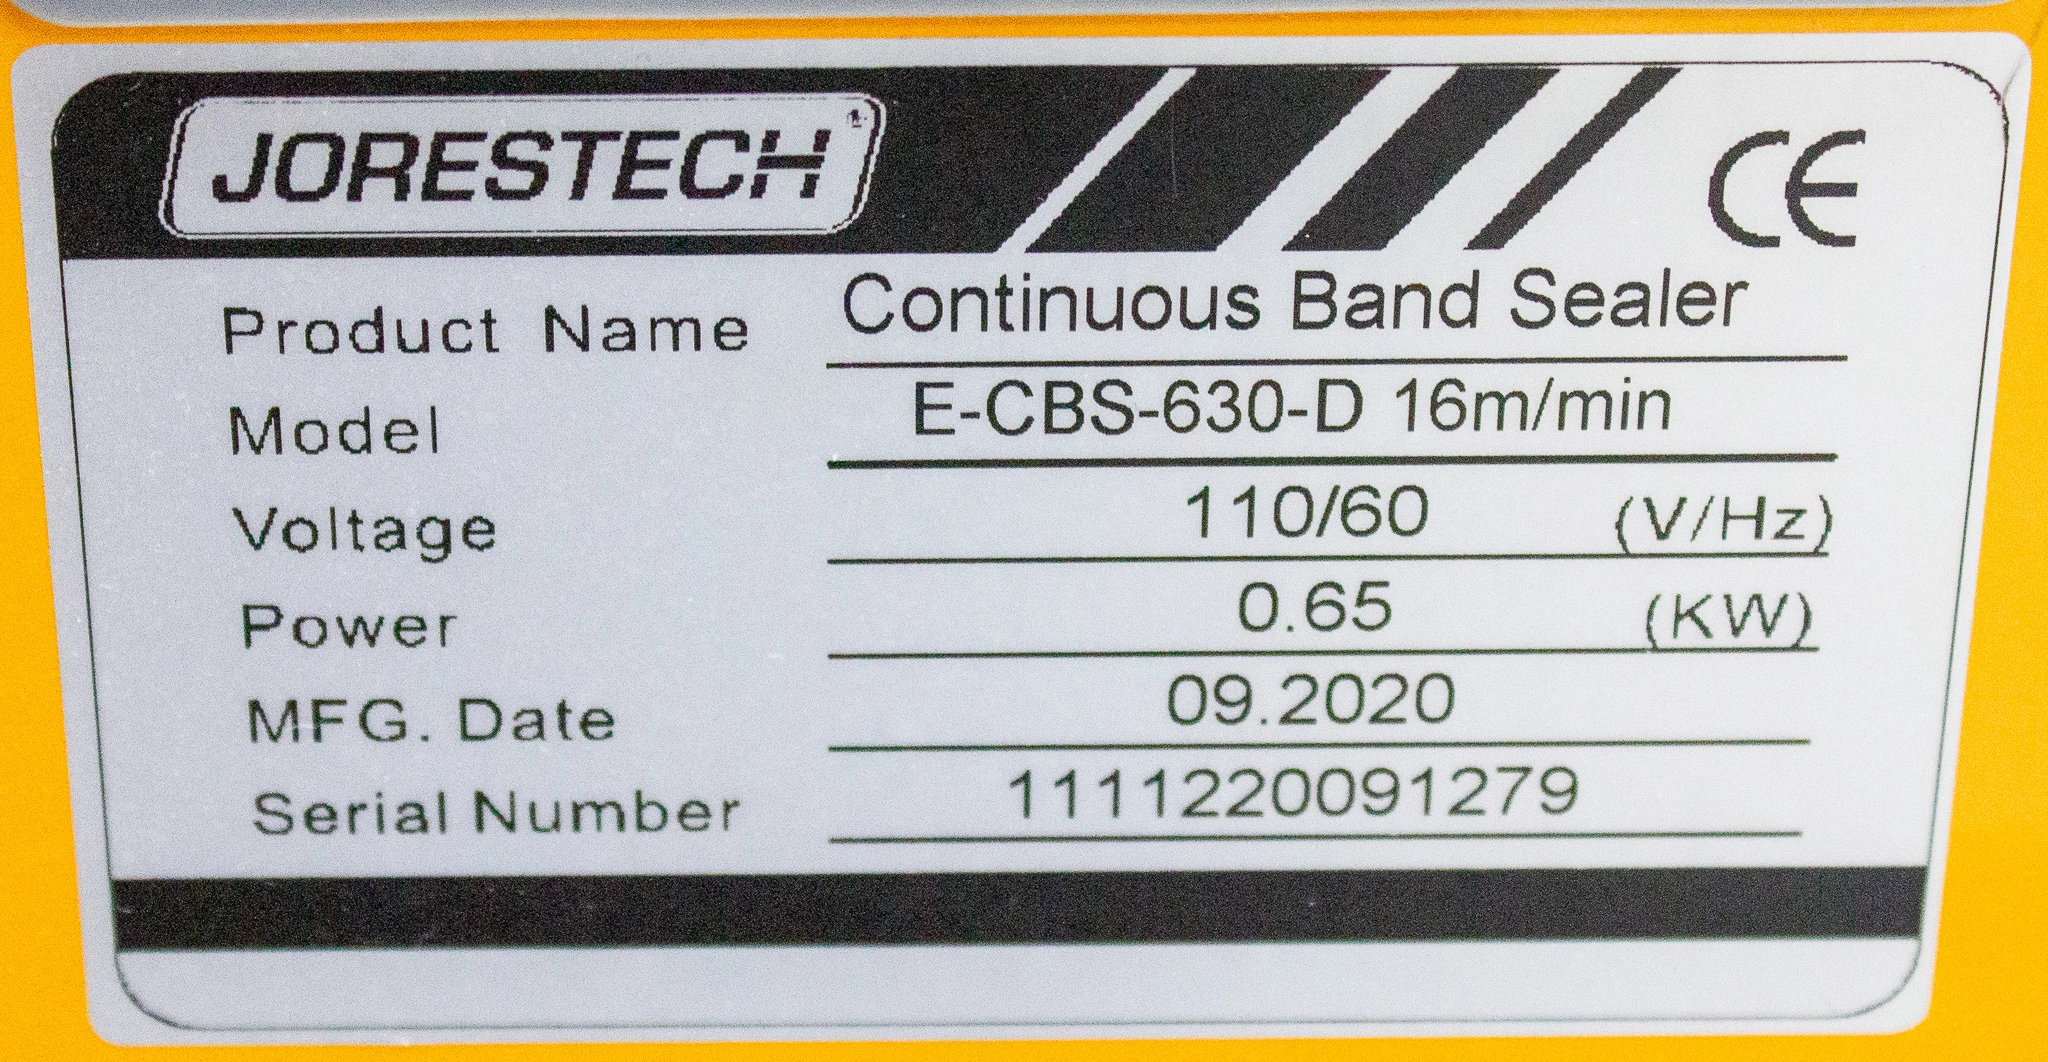 JORESTECH®
CE
Product Name Continuous Band Sealer
Model E-CBS-630-D 16m/min
Voltage 110/60 (V/Hz)
Power 0.65 (KW)
MFG. Date 09.2020
Serial Number 1111220091279